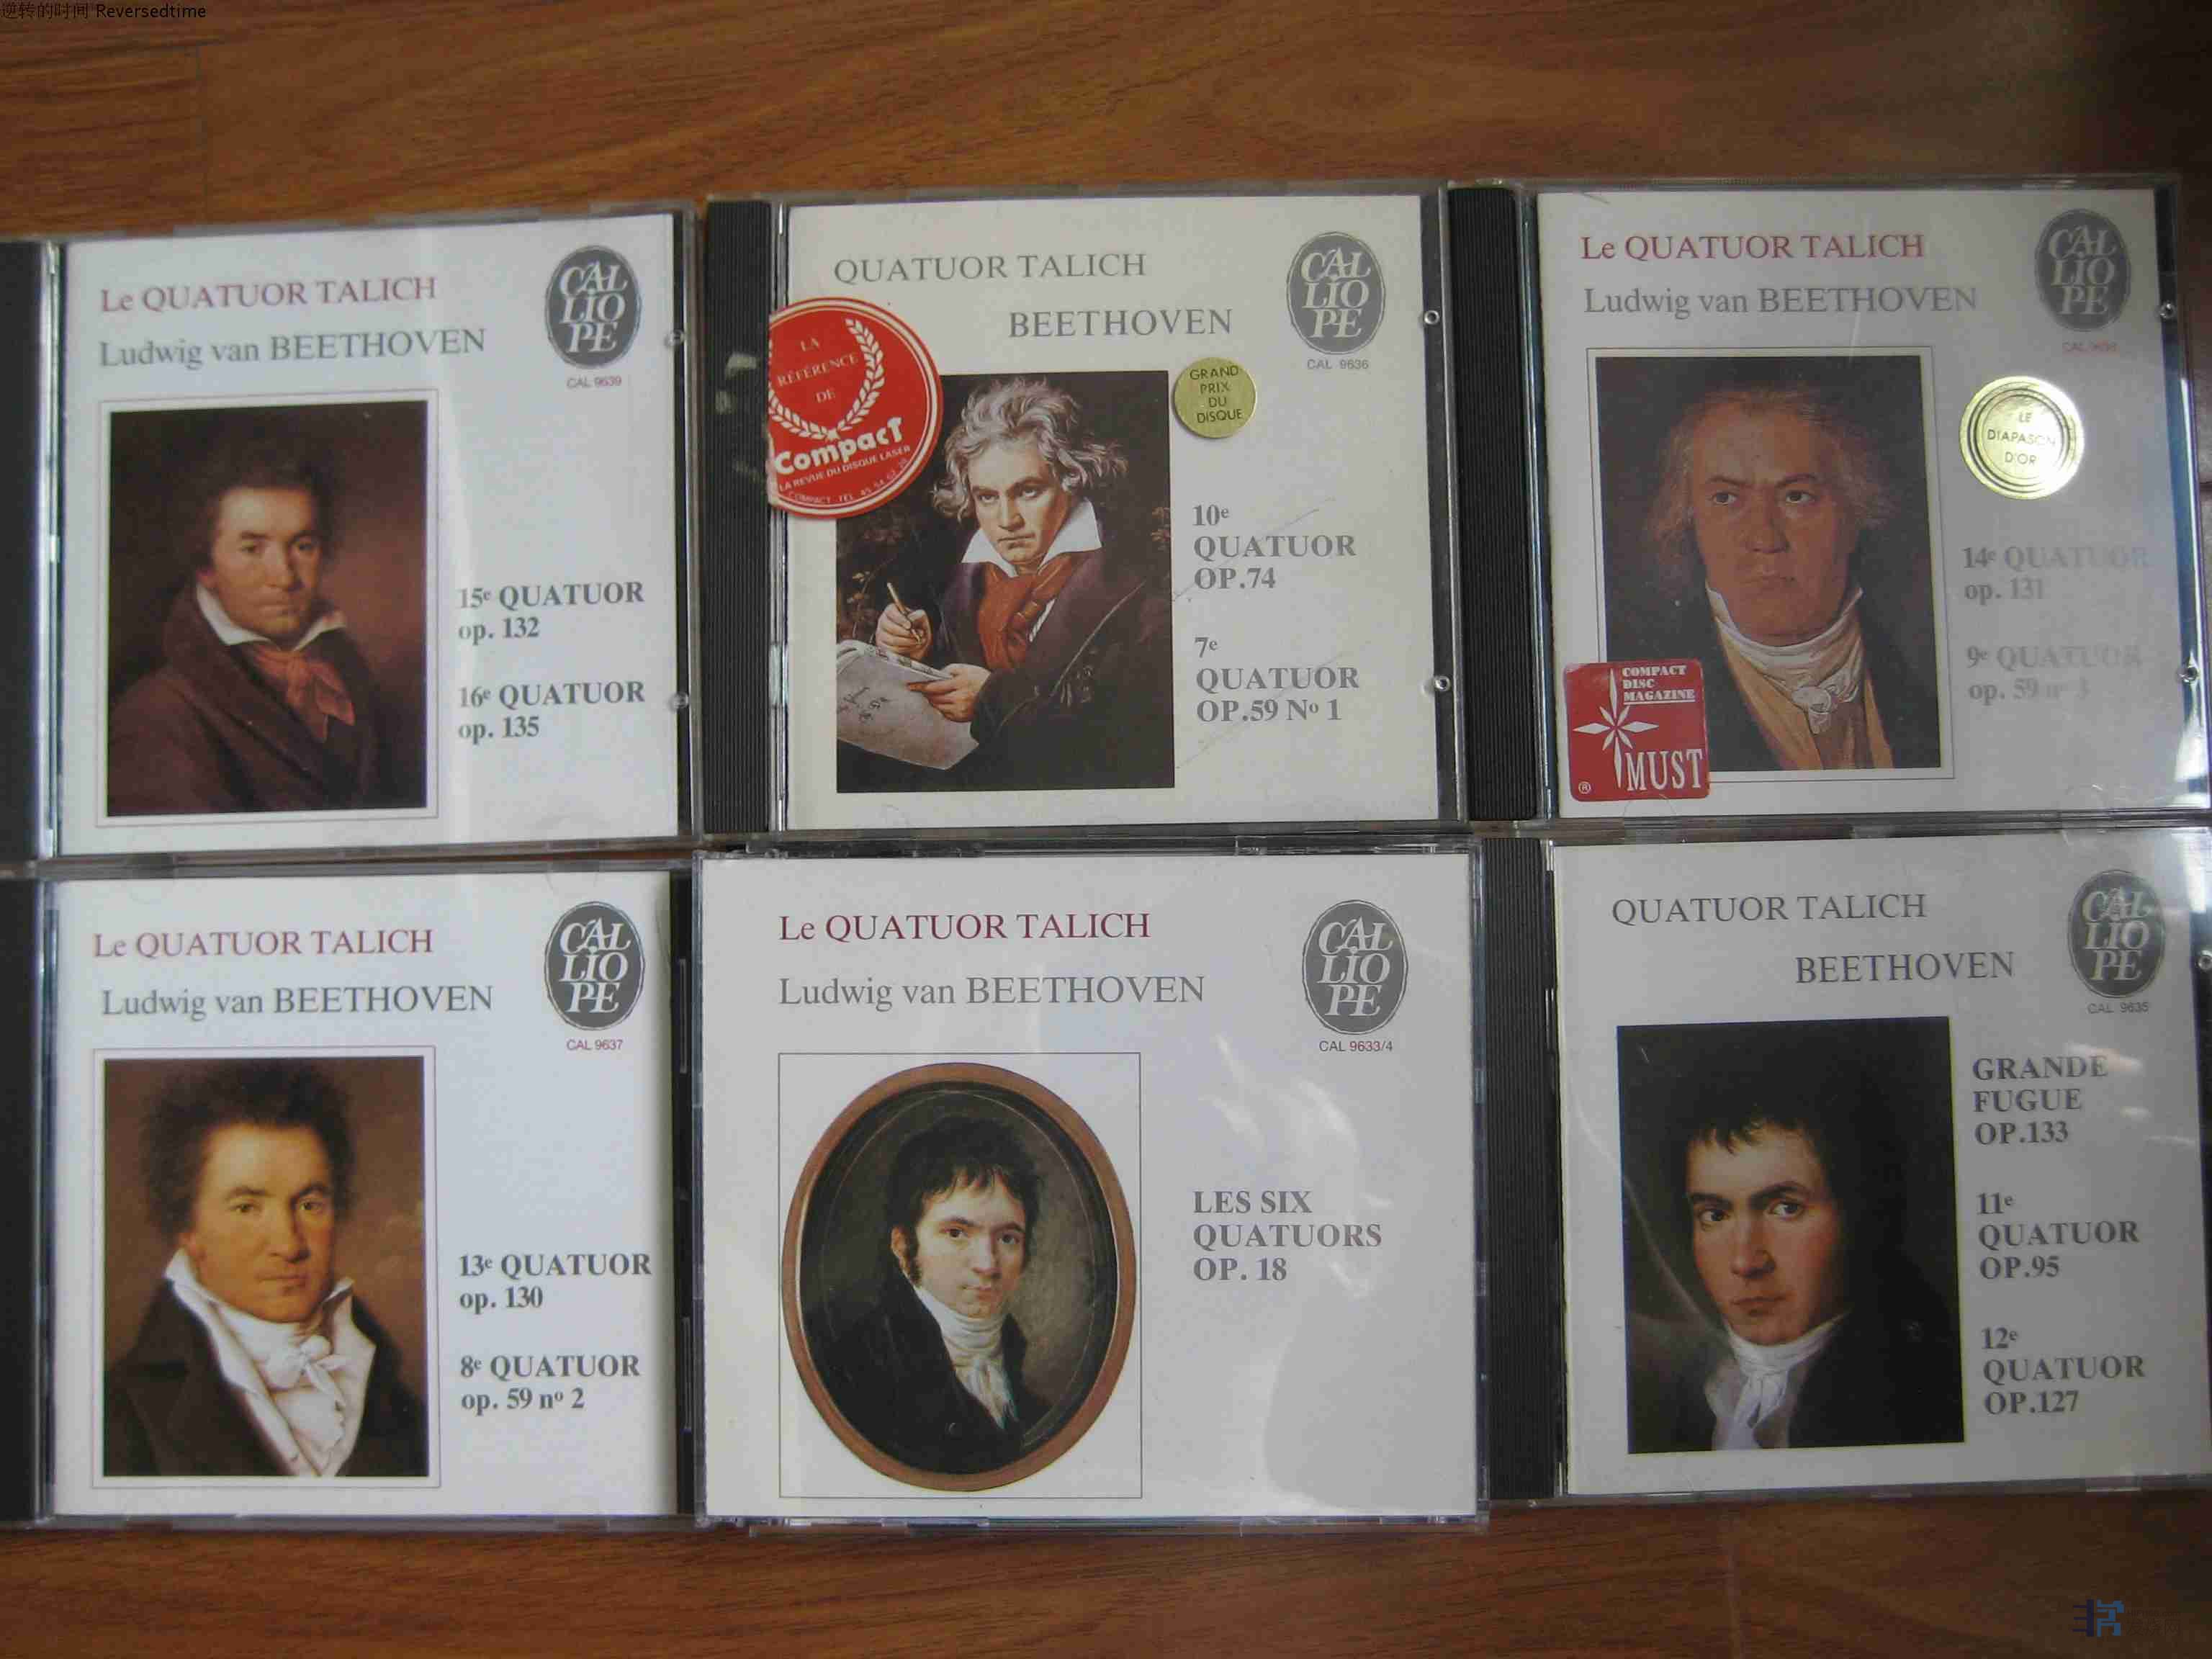 逆转的时间 Reversedtime
Le QUATUOR TALICH
Ludwig van BEETHOVEN
CAL
LIO
PE
CAL 9639
15e QUATUOR
op. 132
16e QUATUOR
op. 135
QUATUOR TALICH
BEETHOVEN
CAL
LIO
PE
CAL 9636
LA
RÉFÉRENCE
DE
CompacT
LA REVUE DU DISQUE LASER
COMPACT TEL
GRAND
PRIX
DU
DISQUE
10e
QUATUOR
OP.74
7e
QUATUOR
OP.59 No 1
Le QUATUOR TALICH
Ludwig van BEETHOVEN
CAL
LIO
PE
LE
DIAPASON
D'OR
14e QUATUOR
op. 131
9e QUATUOR
op. 59
COMPACT
DISC
MAGAZINE
MUST
®
Le QUATUOR TALICH
Ludwig van BEETHOVEN
CAL
LIO
PE
CAL 9637
13e QUATUOR
op. 130
8e QUATUOR
op. 59 no 2
Le QUATUOR TALICH
Ludwig van BEETHOVEN
CAL
LIO
PE
CAL 9633/4
LES SIX
QUATUORS
OP. 18
QUATUOR TALICH
BEETHOVEN
CAL
LIO
PE
CAL 9635
GRANDE
FUGUE
OP.133
11e
QUATUOR
OP.95
12e
QUATUOR
OP.127